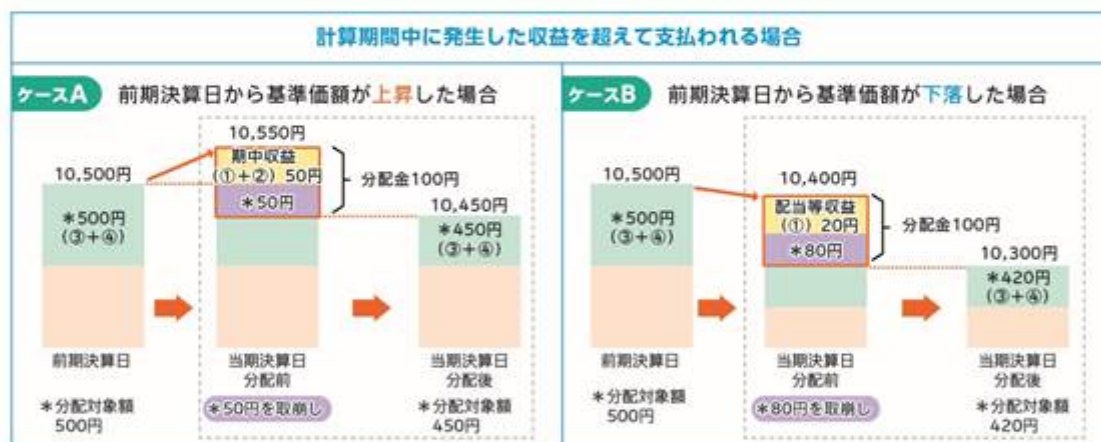 計算期間中に発生した収益を超えて支払われる場合
ケースA 前期決算日から基準価額が上昇した場合
10,550円
10,500円
期中収益
(①+②) 50円
分配金100円
*50円
*500円
(③+④)
10,450円
*450円
(③+④)
前期決算日
当期決算日
分配前
当期決算日
分配後
*分配対象額
500円
*50円を取崩し
*分配対象額
450円
ケースB 前期決算日から基準価額が下落した場合
10,500円
10,400円
*500円
(③+④)
配当等収益
(①) 20円
分配金100円
*80円
10,300円
*420円
(③+④)
前期決算日
当期決算日
分配前
当期決算日
分配後
*分配対象額
500円
*80円を取崩し
*分配対象額
420円